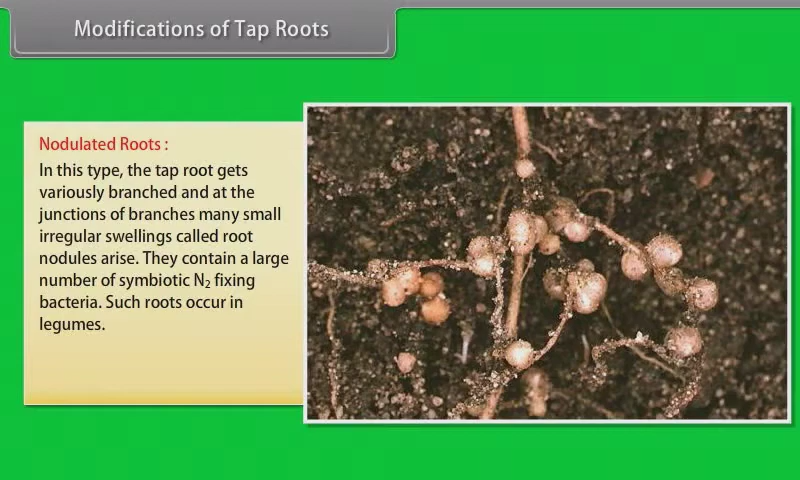 Modifications of Tap Roots
Nodulated Roots :
In this type, the tap root gets
variously branched and at the
junctions of branches many small
irregular swellings called root
nodules arise. They contain a large
number of symbiotic N₂ fixing
bacteria. Such roots occur in
legumes.